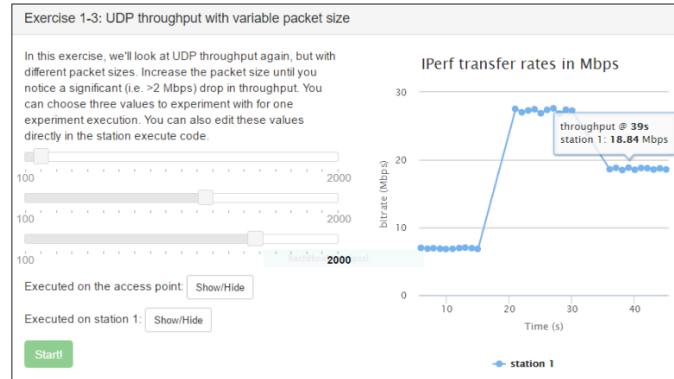 Exercise 1-3: UDP throughput with variable packet size
In this exercise, we'll look at UDP throughput again, but with
different packet sizes. Increase the packet size until you
notice a significant (i.e. >2 Mbps) drop in throughput. You
can choose three values to experiment with for one
experiment execution. You can also edit these values
directly in the station execute code.
100 2000
100 2000
100 2000
Executed on the access point: Show/Hide
Executed on station 1: Show/Hide
Start!
IPerf transfer rates in Mbps
30
20
10
0
bitrate (Mbps)
throughput @ 39s
station 1: 18.84 Mbps
10 20 30 40
Time (s)
station 1